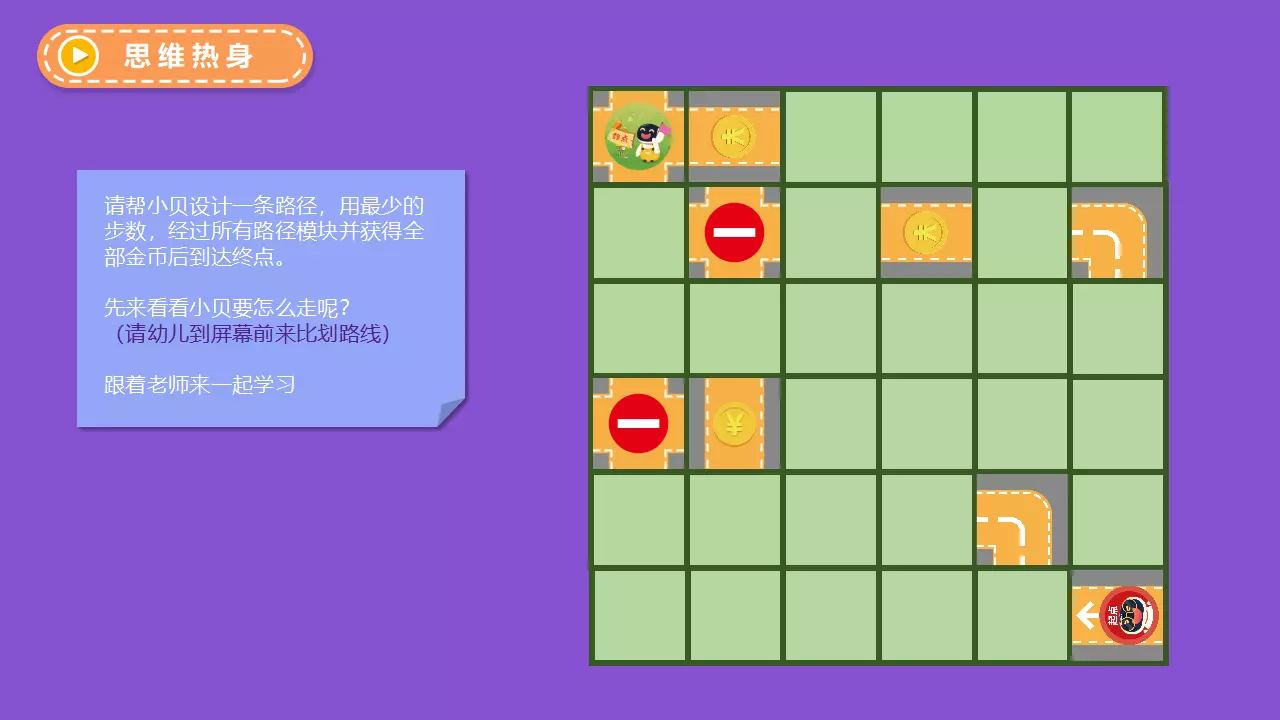 思维热身
请帮小贝设计一条路径，用最少的
步数，经过所有路径模块并获得全
部金币后到达终点。
先来看看小贝要怎么走呢？
（请幼儿到屏幕前来比划路线）
跟着老师来一起学习
¥
¥
¥
起点